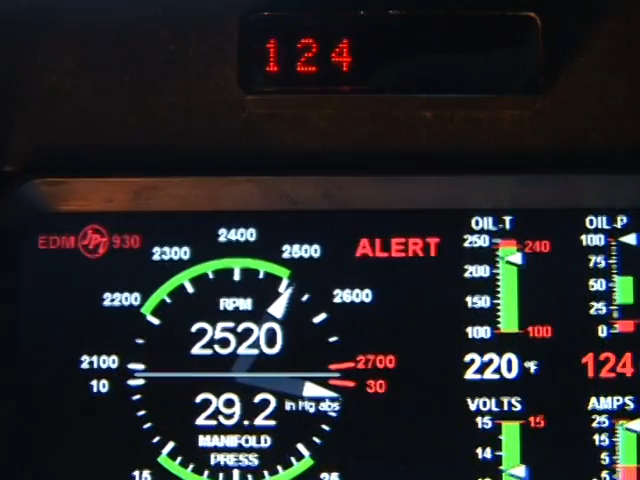 124
EDM JPI 930
ALERT
2100
2200
2300
2400
2500
2600
2700
RPM
2520
10
30
29.2 in Hg abs
MANIFOLD
PRESS
15
25
OIL-T
250
240
200
150
100
100
220 °F
OIL-P
100
75
50
25
0
124
VOLTS
15
15
14
AMPS
25
15
5
5